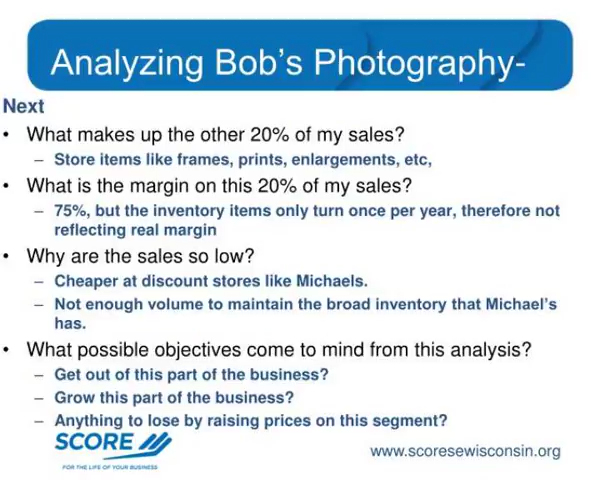 Analyzing Bob's Photography-
Next
• What makes up the other 20% of my sales?
– Store items like frames, prints, enlargements, etc,
• What is the margin on this 20% of my sales?
– 75%, but the inventory items only turn once per year, therefore not
reflecting real margin
• Why are the sales so low?
– Cheaper at discount stores like Michaels.
– Not enough volume to maintain the broad inventory that Michael's
has.
• What possible objectives come to mind from this analysis?
– Get out of this part of the business?
– Grow this part of the business?
– Anything to lose by raising prices on this segment?
SCORE
FOR THE LIFE OF YOUR BUSINESS
www.scoresewisconsin.org